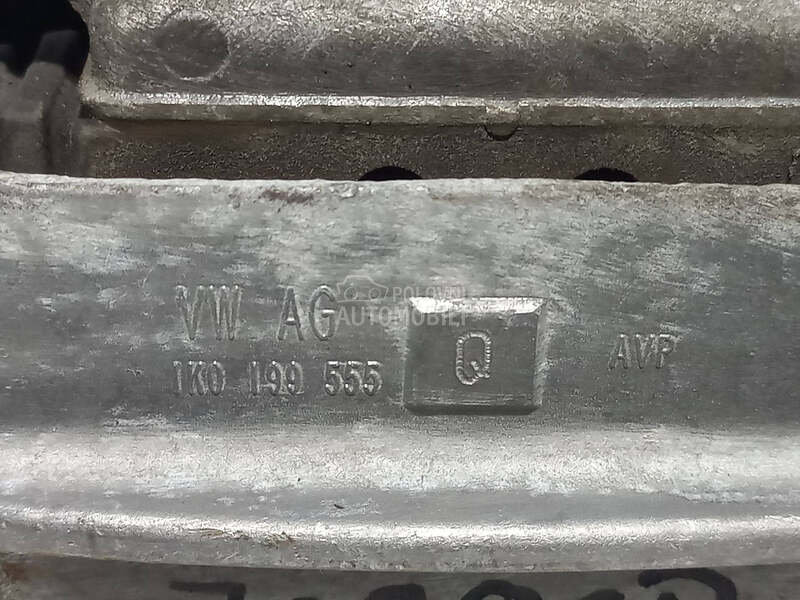 VW AG
POLOVNI
AUTOMOBILI
1K0 199 555
Q
AVP